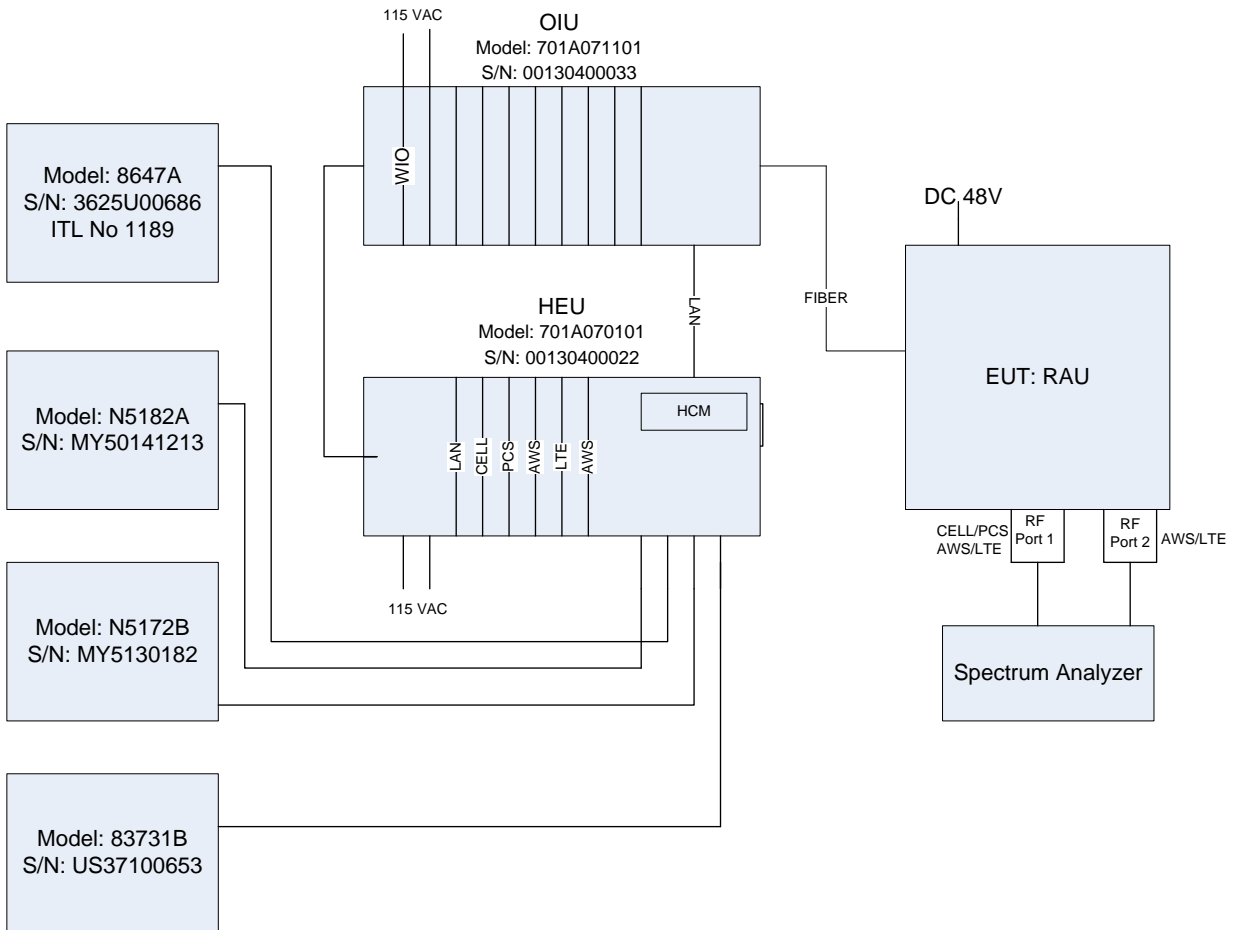 115 VAC
OIU
Model: 701A071101
S/N: 00130400033
WIO
Model: 8647A
S/N: 3625U00686
ITL No 1189
DC 48V
FIBER
LAN
HEU
Model: 701A070101
S/N: 00130400022
HCM
LAN
CELL
PCS
AWS
LTE
AWS
EUT: RAU
Model: N5182A
S/N: MY50141213
CELL/PCS
AWS/LTE
RF
Port 1
RF
Port 2
AWS/LTE
115 VAC
Model: N5172B
S/N: MY5130182
Spectrum Analyzer
Model: 83731B
S/N: US37100653